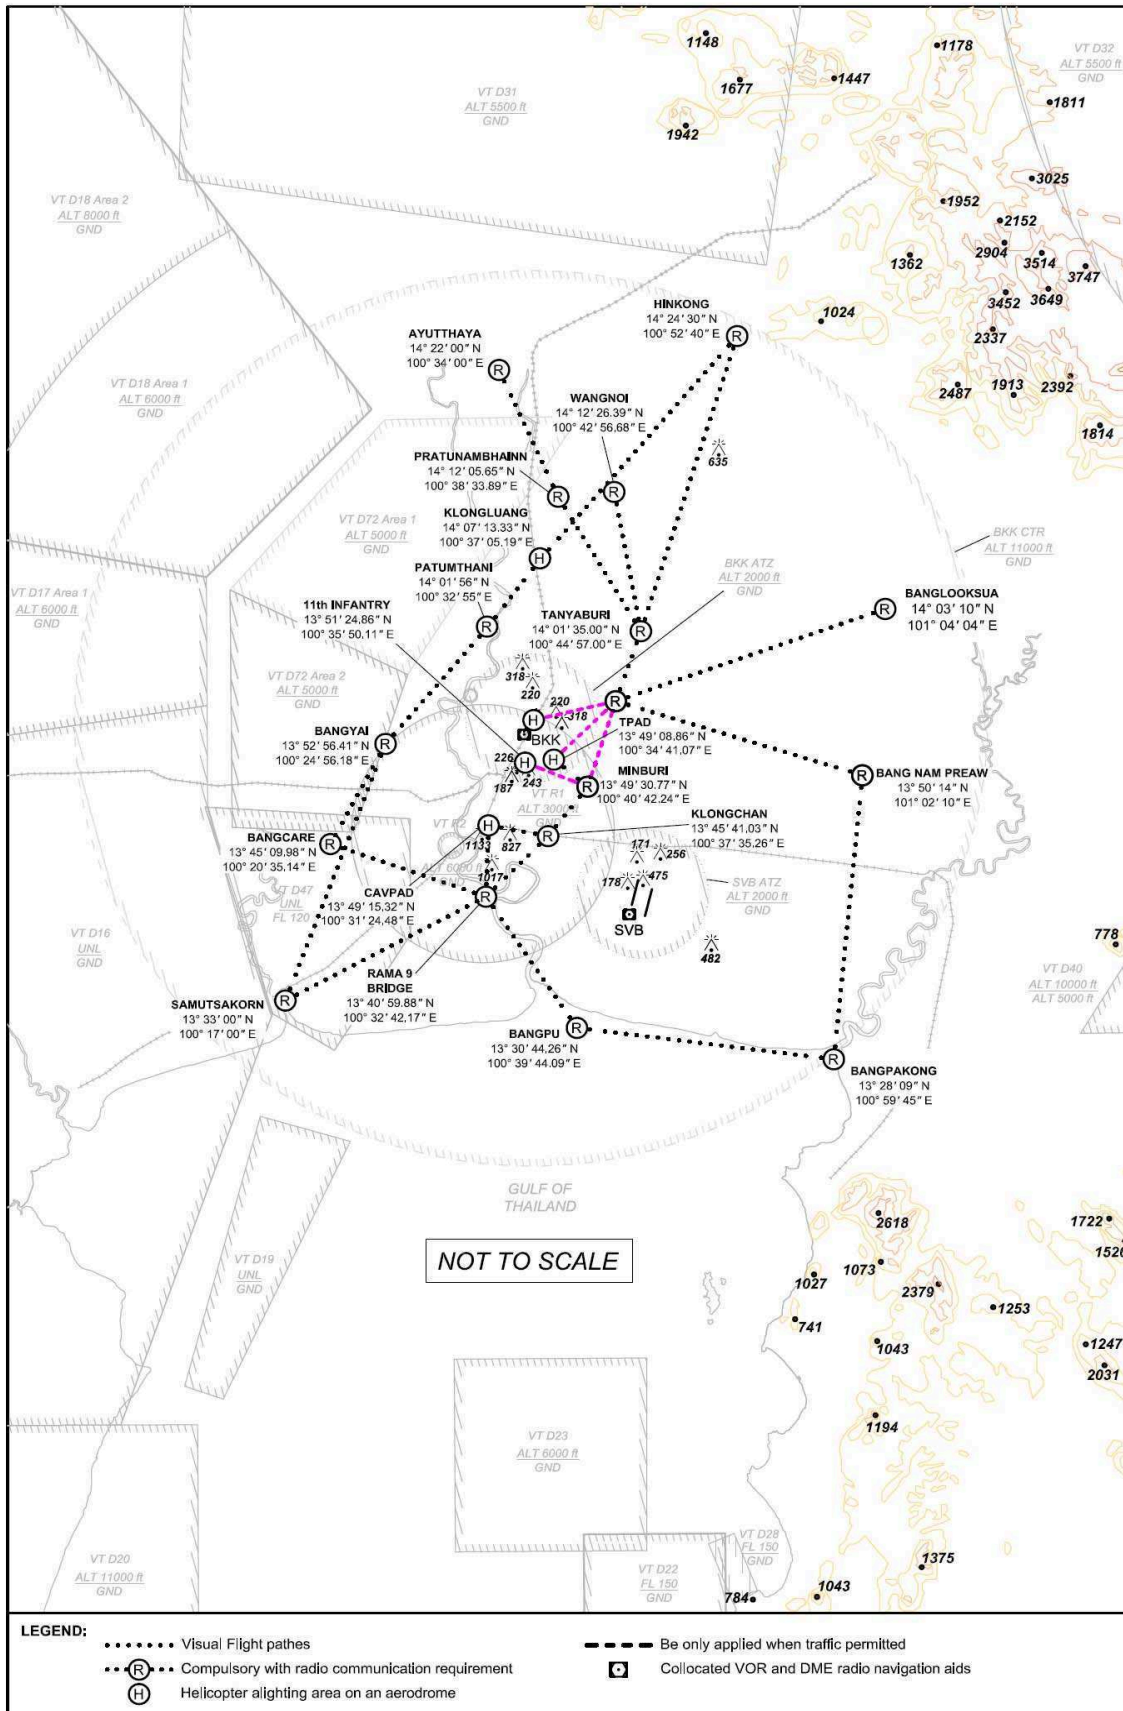 1148
1178
VT D32
ALT 5500 ft
GND
1677
1447
VT D31
ALT 5500 ft
GND
1811
1942
3025
VT D18 Area 2
ALT 8000 ft
GND
1952
2152
2904
1362
3514
3747
3452
3649
HINKONG
14° 24' 30" N
100° 52' 40" E
1024
2337
AYUTTHAYA
14° 22' 00" N
100° 34' 00" E
R
R
VT D18 Area 1
ALT 6000 ft
GND
2487
1913
2392
WANGNOI
14° 12' 26.39" N
100° 42' 56,68" E
1814
PRATUNAMBHAINN
14° 12' 05.65" N
100° 38' 33.89" E
635
R
R
KLONGLUANG
14° 07' 13.33" N
100° 37' 05.19" E
VT D72 Area 1
ALT 5000 ft
GND
H
BKK CTR
ALT 11000 ft
GND
PATUMTHANI
14° 01' 56" N
100° 32' 55" E
BKK ATZ
ALT 2000 ft
GND
VT D17 Area 1
ALT 6000 ft
GND
BANGLOOKSUA
14° 03' 10" N
101° 04' 04" E
11th INFANTRY
13° 51' 24.86" N
100° 35' 50.11" E
TANYABURI
14° 01' 35.00" N
100° 44' 57.00" E
R
R
R
318
220
VT D72 Area 2
ALT 5000 ft
GND
R
220
318
H
BKK
TPAD
13° 49' 08.86" N
100° 34' 41,07" E
BANGYAI
13° 52' 56.41" N
100° 24' 56.18" E
R
226
H
H
243
187
MINBURI
13° 49' 30.77" N
100° 40' 42.24" E
R
R
BANG NAM PREAW
13° 50' 14" N
101° 02' 10" E
VT R1
ALT 3000 ft
GND
KLONGCHAN
13° 45' 41.03" N
100° 37' 35.26" E
H
R
1133
827
BANGCARE
13° 45' 09.98" N
100° 20' 35.14" E
R
ALT 6000 ft
GND
1017
171
256
178
475
SVB ATZ
ALT 2000 ft
GND
VT D47
UNL
FL 120
CAVPAD
13° 49' 15.32" N
100° 31' 24,48" E
R
SVB
482
VT D16
UNL
GND
778
VT D40
ALT 10000 ft
ALT 5000 ft
RAMA 9
BRIDGE
13° 40' 59.88" N
100° 32' 42.17" E
SAMUTSAKORN
13° 33' 00" N
100° 17' 00" E
R
BANGPU
13° 30' 44.26" N
100° 39' 44.09" E
R
R
BANGPAKONG
13° 28' 09" N
100° 59' 45" E
GULF OF
THAILAND
2618
1722
NOT TO SCALE
VT D19
UNL
GND
1073
1027
2379
1253
741
1043
1247
2031
1194
VT D23
ALT 6000 ft
GND
VT D20
ALT 11000 ft
GND
VT D28
FL 150
GND
VT D22
FL 150
GND
1375
784
1043
LEGEND:
Visual Flight pathes
Be only applied when traffic permitted
R Compulsory with radio communication requirement
Collocated VOR and DME radio navigation aids
H Helicopter alighting area on an aerodrome